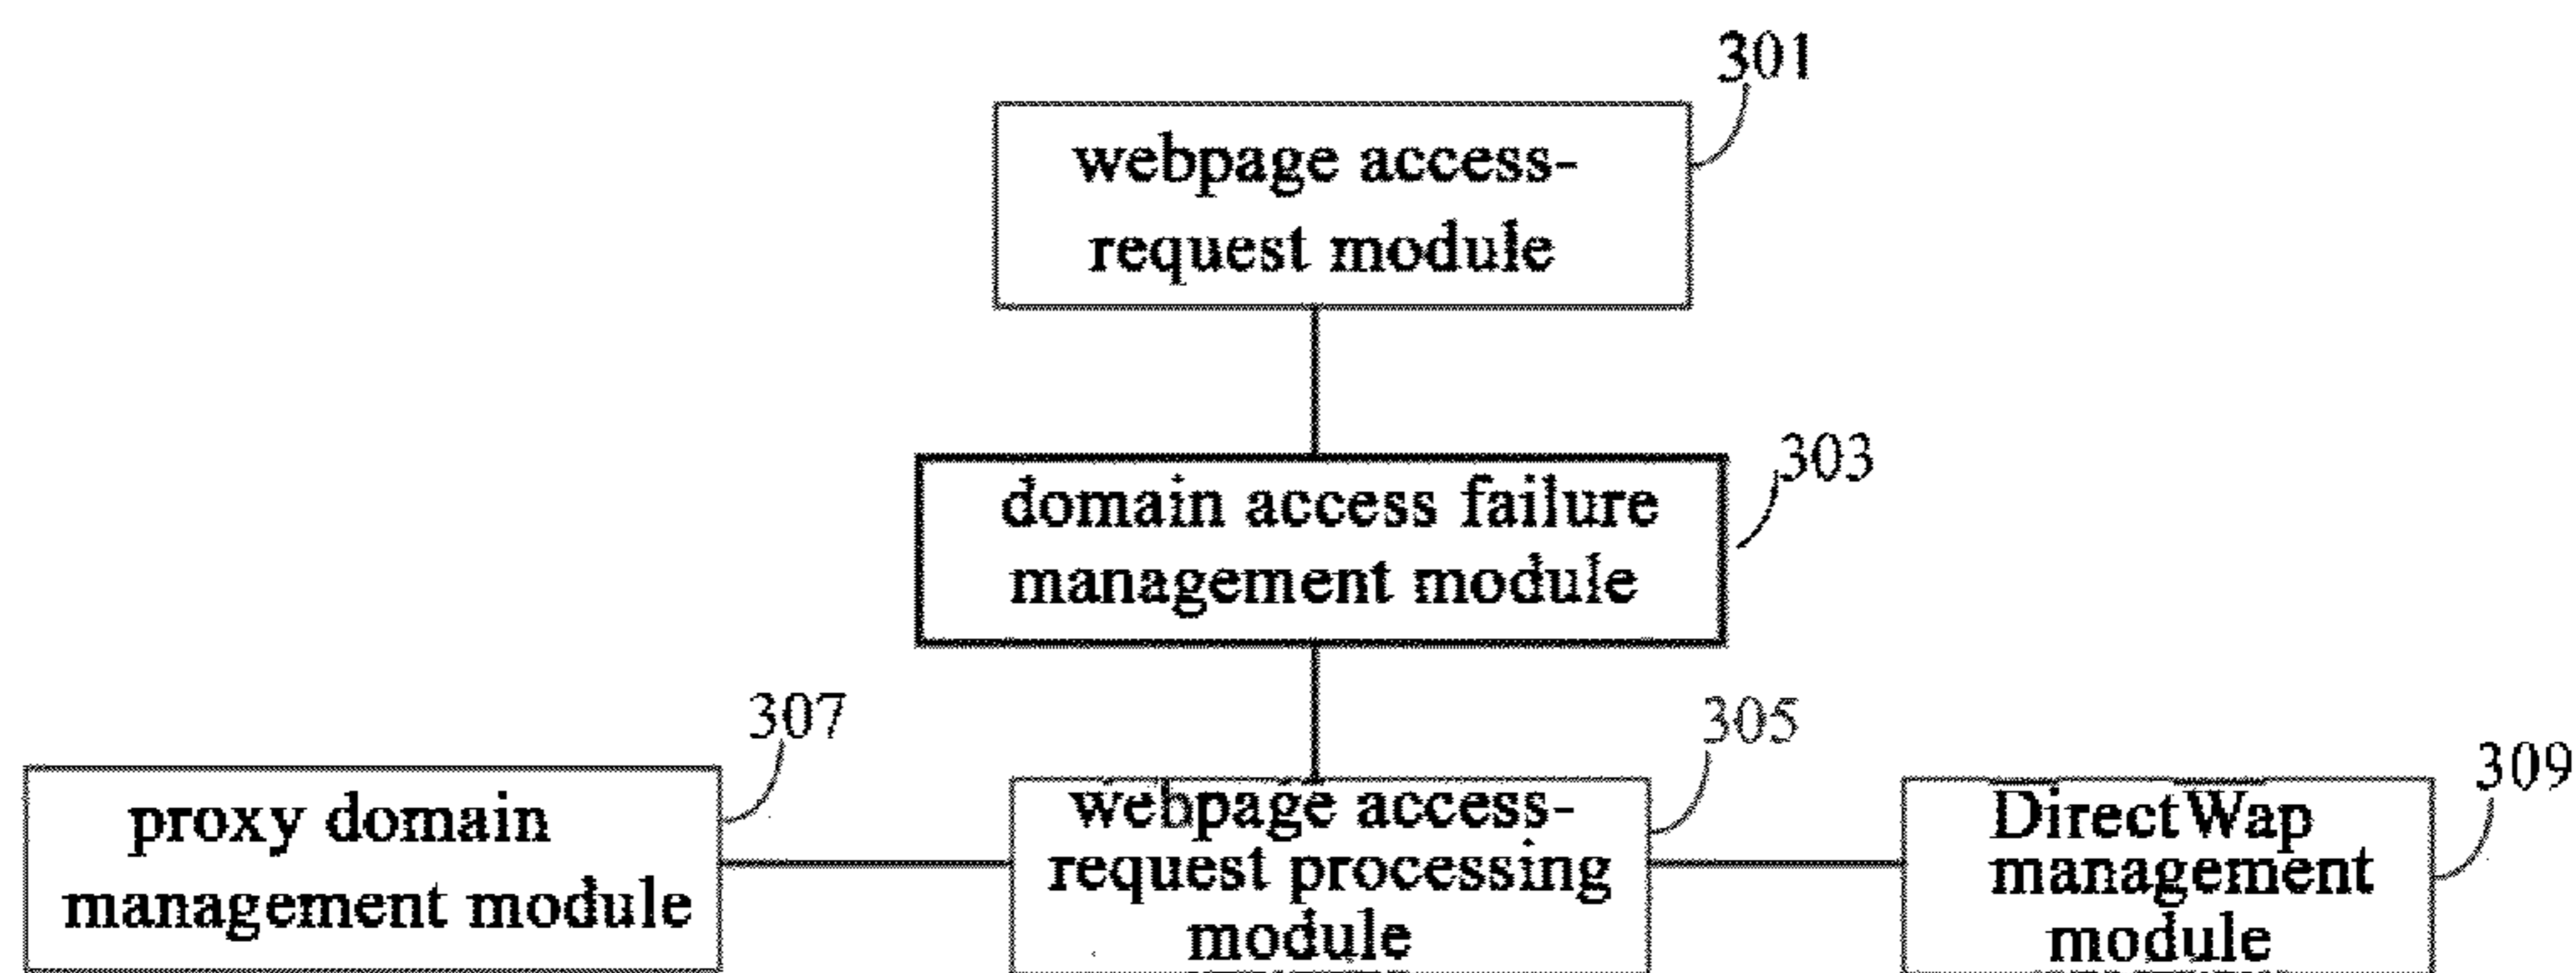 301
webpage access-
request module
303
domain access failure
management module
307
proxy domain
management module
305
webpage access-
request processing
module
309
DirectWap
management
module